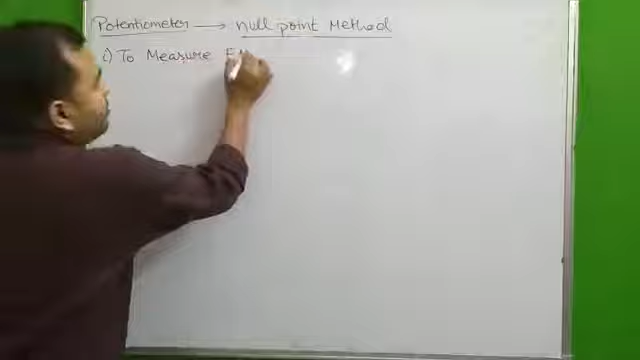 Potentiometer → Null point Method
i) To Measure